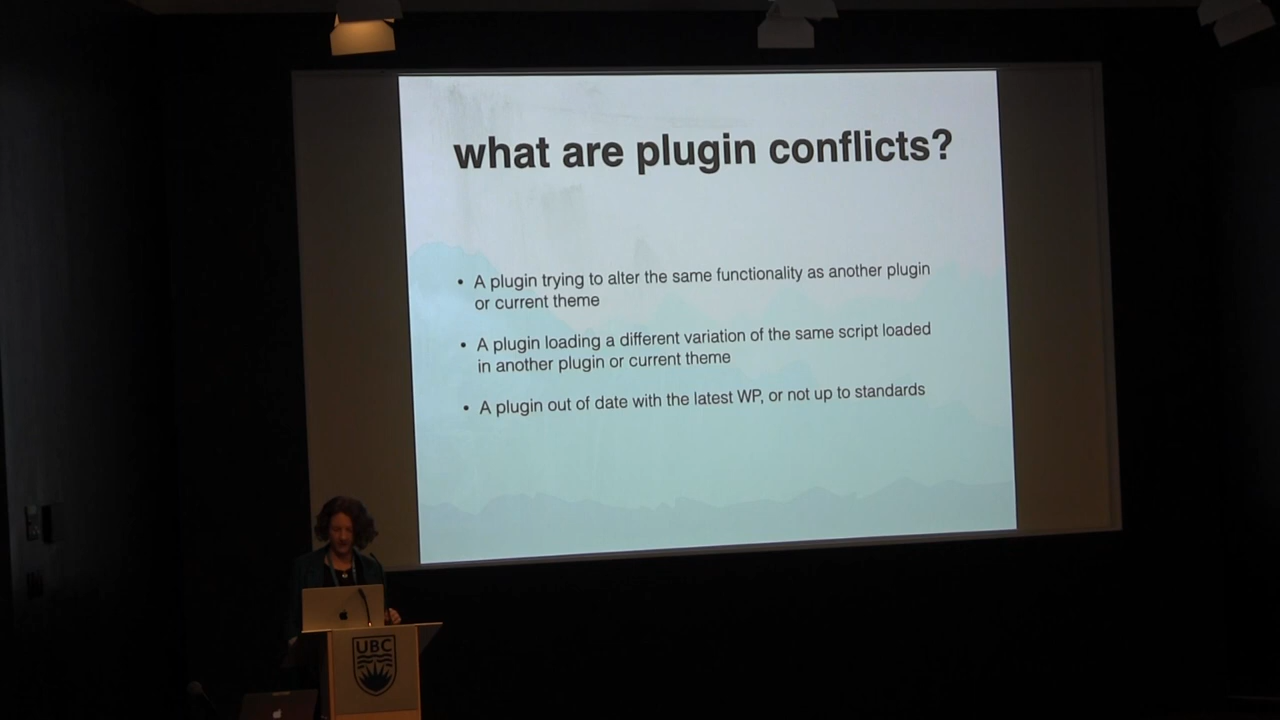 what are plugin conflicts?
• A plugin trying to alter the same functionality as another plugin
or current theme
• A plugin loading a different variation of the same script loaded
in another plugin or current theme
• A plugin out of date with the latest WP, or not up to standards
UBC